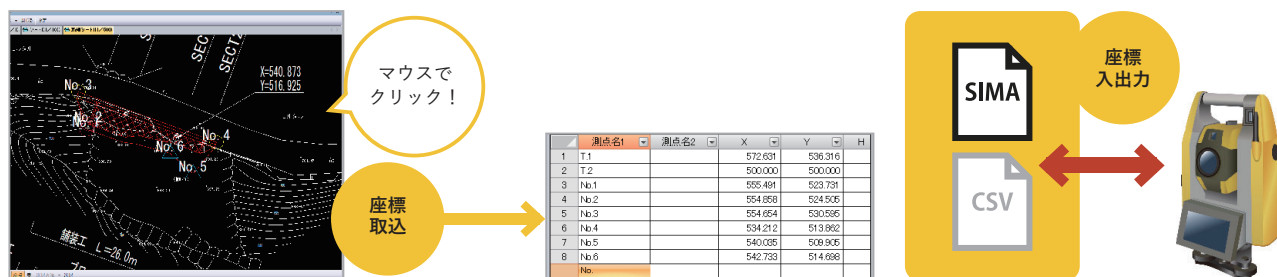 SECT
SECT2
X=540.873
Y=516.925
No.3
No.2
No.4
No.6
No.5
舗装工 L=26.0m
マウスで
クリック！
座標
取込
測点名1 測点名2 X Y H
1 T.1 572.631 536.316
2 T.2 500.000 500.000
3 No.1 555.491 523.731
4 No.2 554.858 524.505
5 No.3 554.654 530.595
6 No.4 534.212 513.862
7 No.5 540.035 509.905
8 No.6 542.733 514.698
No.
SIMA
CSV
座標
入出力